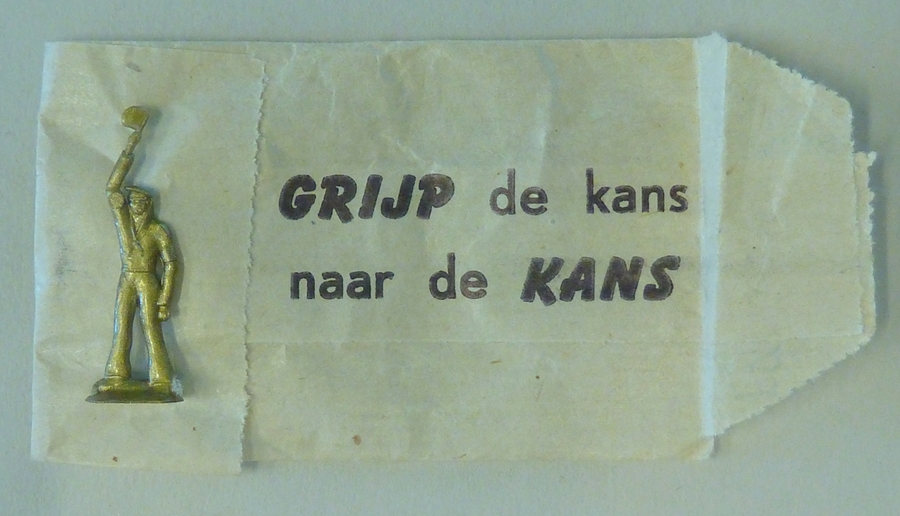 GRIJP de kans
naar de KANS